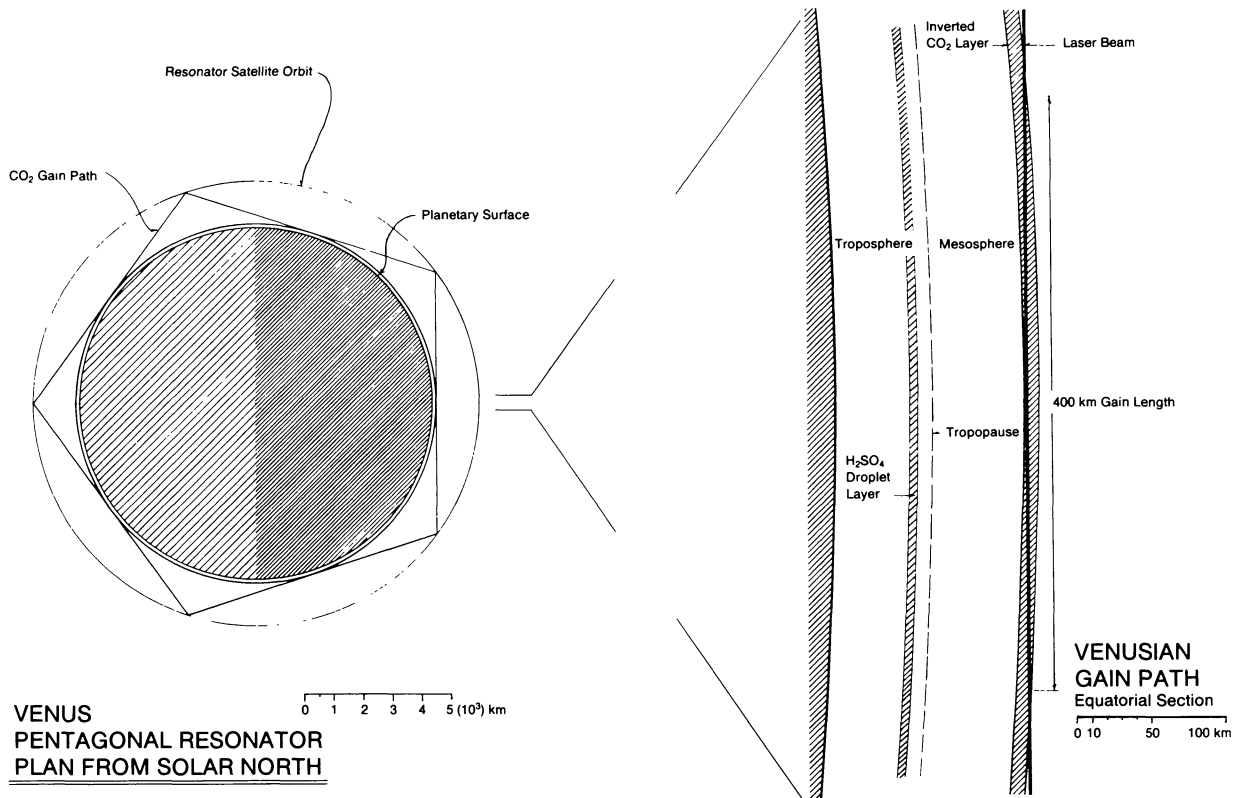 Resonator Satellite Orbit
CO₂ Gain Path
Planetary Surface
0 1 2 3 4 5 (10³) km
VENUS
PENTAGONAL RESONATOR
PLAN FROM SOLAR NORTH
Inverted
CO₂ Layer
Laser Beam
Troposphere
Mesosphere
400 km Gain Length
Tropopause
H₂SO₄
Droplet
Layer
VENUSIAN
GAIN PATH
Equatorial Section
0 10 50 100 km